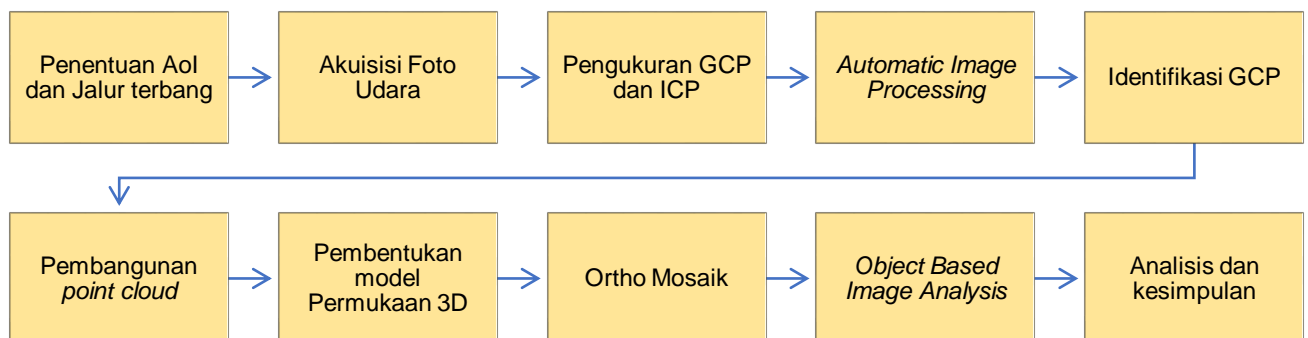 Penentuan AoI
dan Jalur terbang
Akuisisi Foto
Udara
Pengukuran GCP
dan ICP
Automatic Image
Processing
Identifikasi GCP
Pembangunan
point cloud
Pembentukan
model
Permukaan 3D
Ortho Mosaik
Object Based
Image Analysis
Analisis dan
kesimpulan